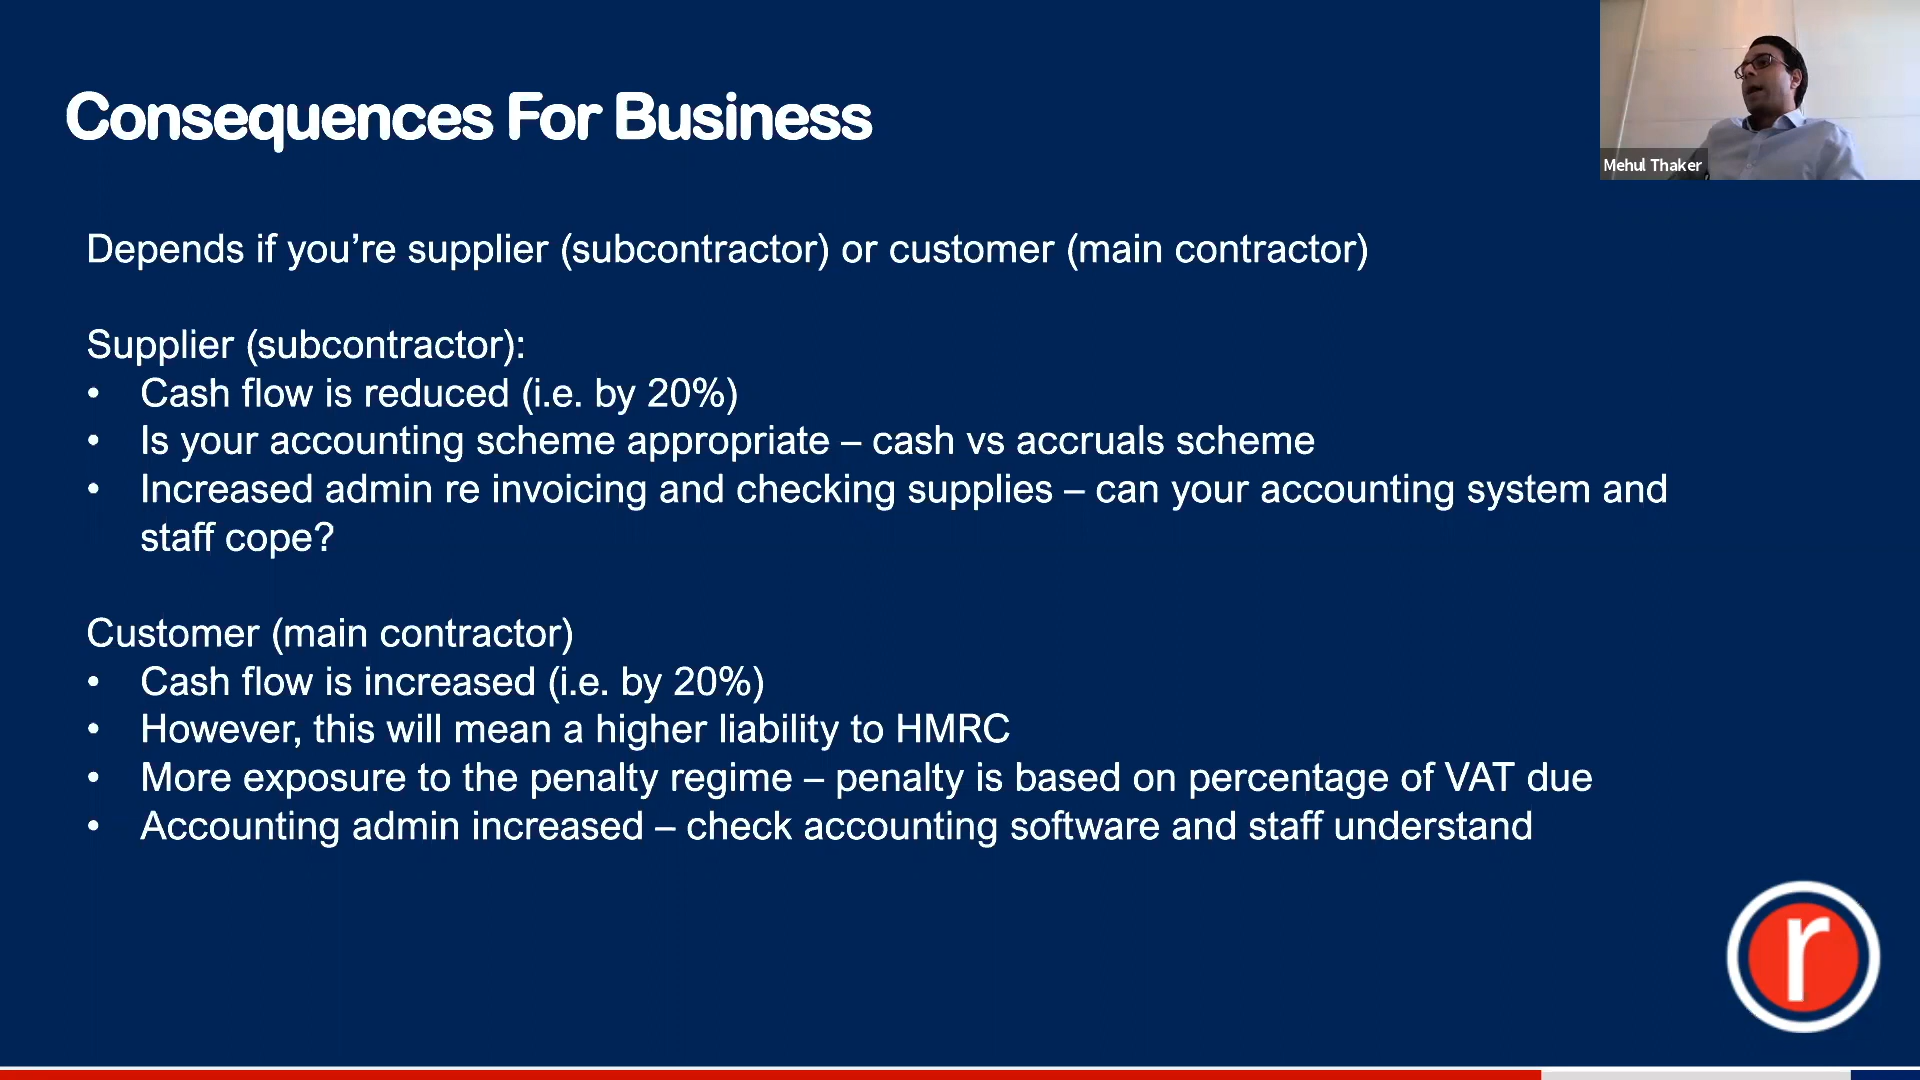 Consequences For Business
Mehul Thaker
Depends if you’re supplier (subcontractor) or customer (main contractor)
Supplier (subcontractor):
• Cash flow is reduced (i.e. by 20%)
• Is your accounting scheme appropriate – cash vs accruals scheme
• Increased admin re invoicing and checking supplies – can your accounting system and
staff cope?
Customer (main contractor)
• Cash flow is increased (i.e. by 20%)
• However, this will mean a higher liability to HMRC
• More exposure to the penalty regime – penalty is based on percentage of VAT due
• Accounting admin increased – check accounting software and staff understand
r